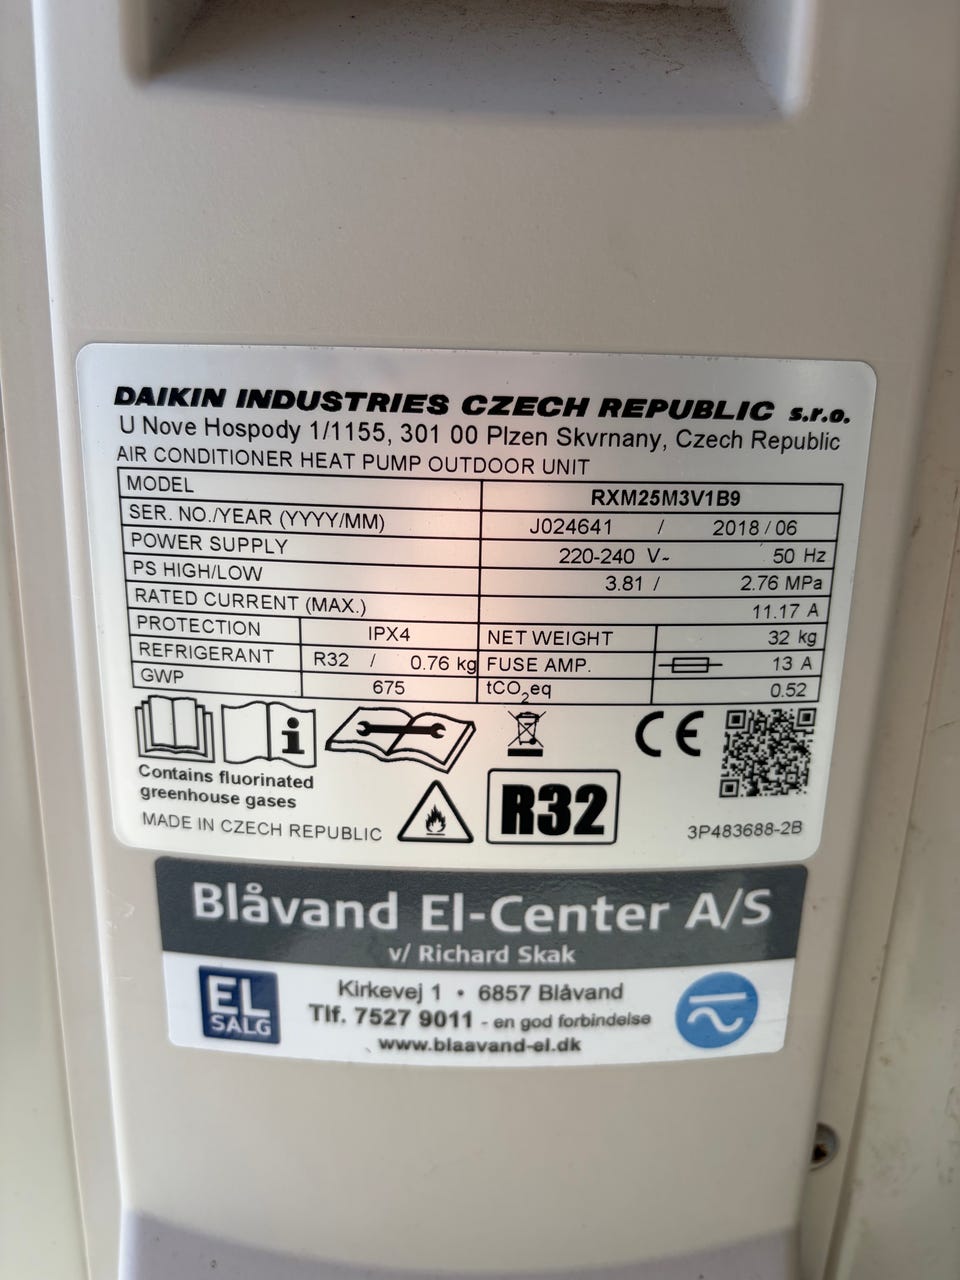 DAIKIN INDUSTRIES CZECH REPUBLIC s.r.o.
U Nove Hospody 1/1155, 301 00 Plzen Skvrnany, Czech Republic
AIR CONDITIONER HEAT PUMP OUTDOOR UNIT
MODEL RXM25M3V1B9
SER. NO./YEAR (YYYY/MM) J024641 / 2018 / 06
POWER SUPPLY 220-240 V~ 50 Hz
PS HIGH/LOW 3.81 / 2.76 MPa
RATED CURRENT (MAX.) 11.17 A
PROTECTION IPX4 NET WEIGHT 32 kg
REFRIGERANT R32 / 0.76 kg FUSE AMP. 13 A
GWP 675 tCO2eq 0.52
Contains fluorinated
greenhouse gases
MADE IN CZECH REPUBLIC
R32
CE
3P483688-2B
Blåvand El-Center A/S
v/ Richard Skak
EL
SALG
Kirkevej 1 • 6857 Blåvand
Tlf. 7527 9011 - en god forbindelse
www.blaavand-el.dk